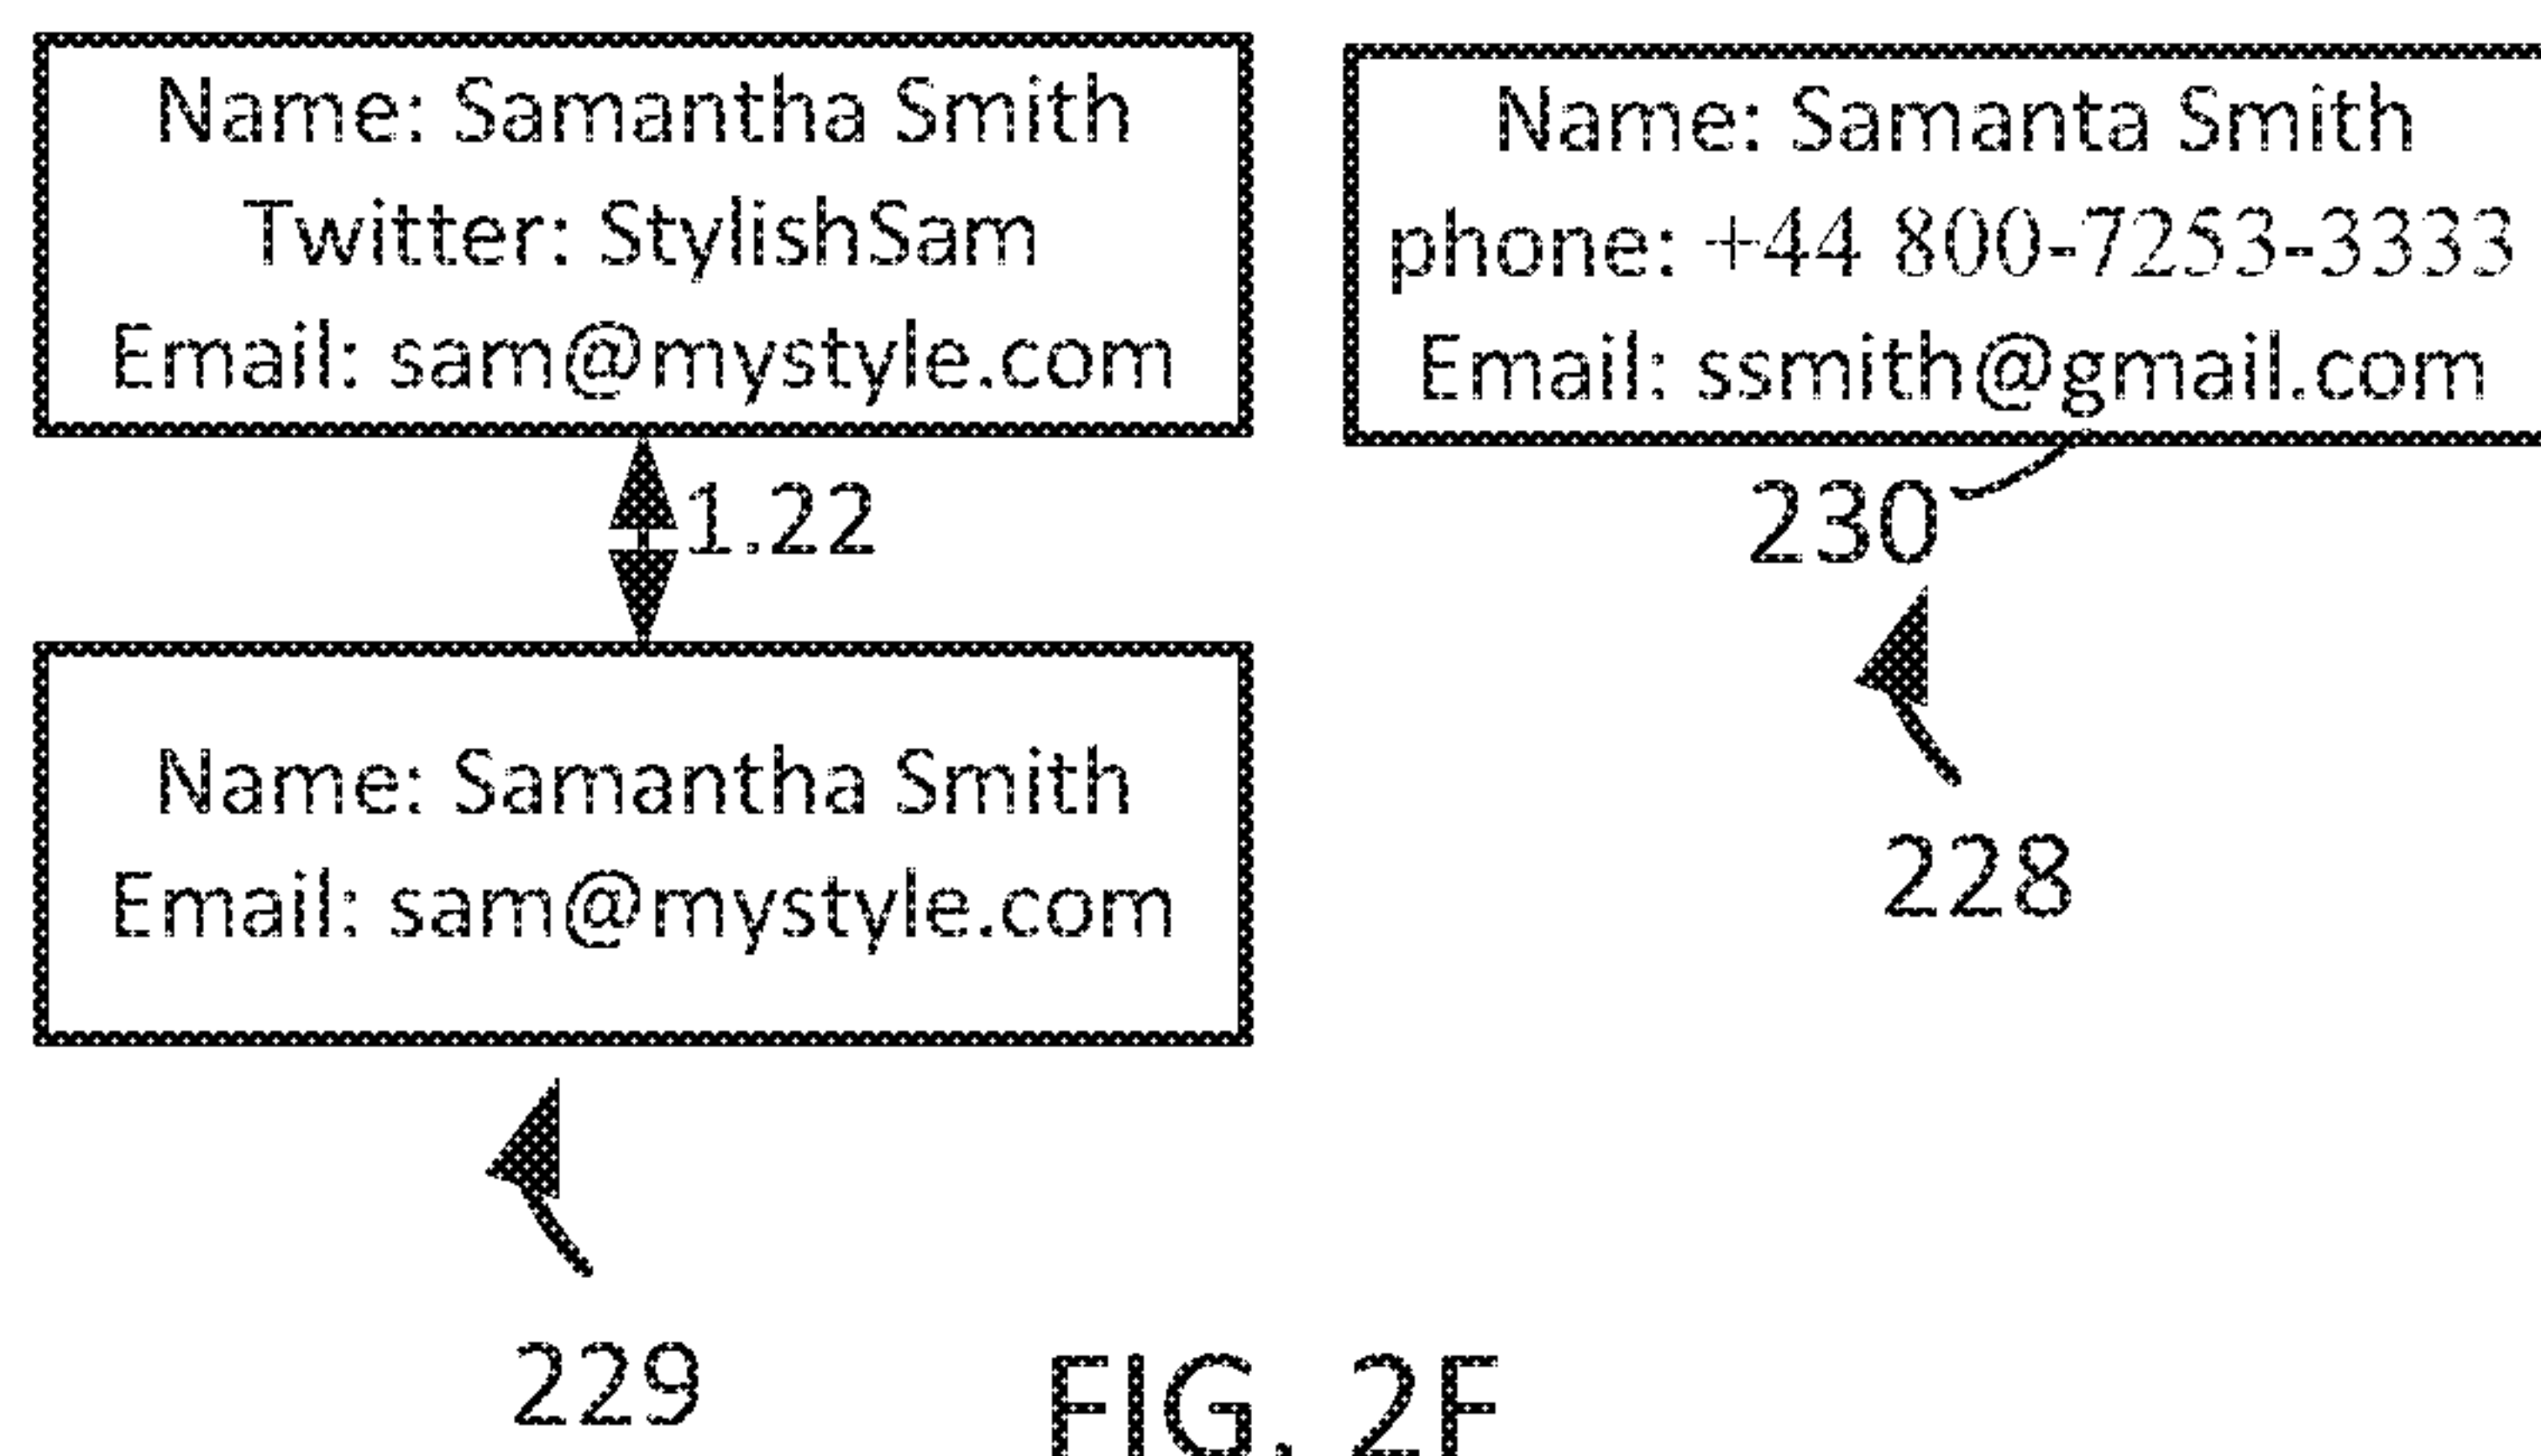 Name: Samantha Smith
Twitter: StylishSam
Email: sam@mystyle.com
Name: Samanta Smith
phone: +44 800-7253-3333
Email: ssmith@gmail.com
1.22
230
Name: Samantha Smith
Email: sam@mystyle.com
228
229
FIG. 2F